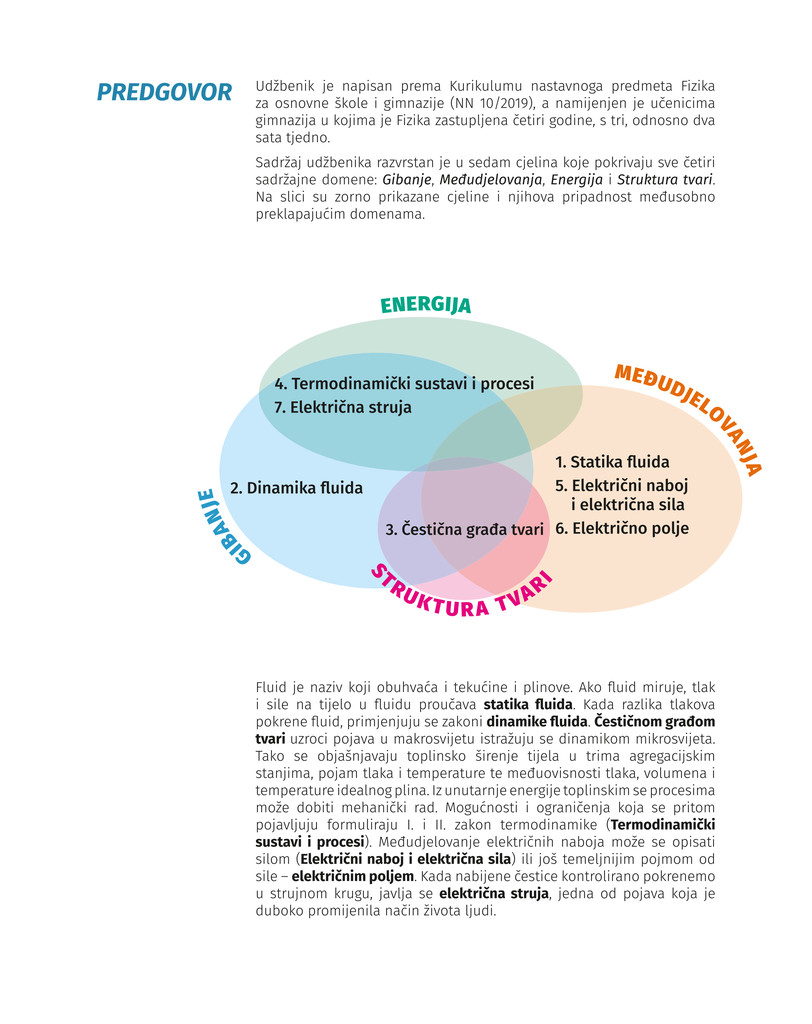 PREDGOVOR
Udžbenik je napisan prema Kurikulumu nastavnoga predmeta Fizika
za osnovne škole i gimnazije (NN 10/2019), a namijenjen je učenicima
gimnazija u kojima je Fizika zastupljena četiri godine, s tri, odnosno dva
sata tjedno.
Sadržaj udžbenika razvrstan je u sedam cjelina koje pokrivaju sve četiri
sadržajne domene: Gibanje, Međudjelovanja, Energija i Struktura tvari.
Na slici su zorno prikazane cjeline i njihova pripadnost međusobno
preklapajućim domenama.
ENERGIJA
MEĐUDJELOVANJA
4. Termodinamički sustavi i procesi
7. Električna struja
1. Statika fluida
5. Električni naboj
i električna sila
6. Električno polje
2. Dinamika fluida
3. Čestična građa tvari
GIBANJE
STRUKTURA TVARI
Fluid je naziv koji obuhvaća i tekućine i plinove. Ako fluid miruje, tlak
i sile na tijelo u fluidu proučava statika fluida. Kada razlika tlakova
pokrene fluid, primjenjuju se zakoni dinamike fluida. Čestičnom građom
tvari uzroci pojava u makrosvijetu istražuju se dinamikom mikrosvijeta.
Tako se objašnjavaju toplinsko širenje tijela u trima agregacijskim
stanjima, pojam tlaka i temperature te međuovisnosti tlaka, volumena i
temperature idealnog plina. Iz unutarnje energije toplinskim se procesima
može dobiti mehanički rad. Mogućnosti i ograničenja koja se pritom
pojavljuju formuliraju I. i II. zakon termodinamike (Termodinamički
sustavi i procesi). Međudjelovanje električnih naboja može se opisati
silom (Električni naboj i električna sila) ili još temeljnijim pojmom od
sile – električnim poljem. Kada nabijene čestice kontrolirano pokrenemo
u strujnom krugu, javlja se električna struja, jedna od pojava koja je
duboko promijenila način života ljudi.